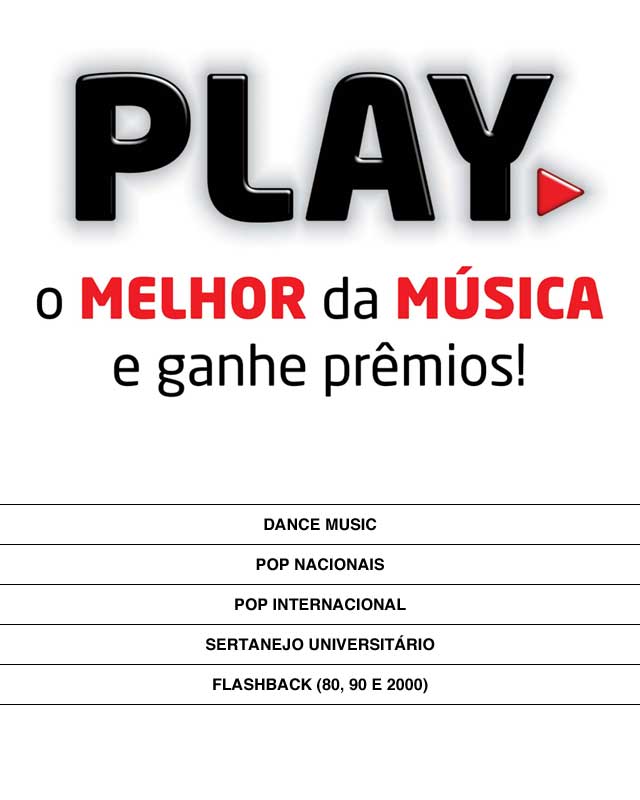 PLAY
o MELHOR da MÚSICA
e ganhe prêmios!
DANCE MUSIC
POP NACIONAIS
POP INTERNACIONAL
SERTANEJO UNIVERSITÁRIO
FLASHBACK (80, 90 E 2000)